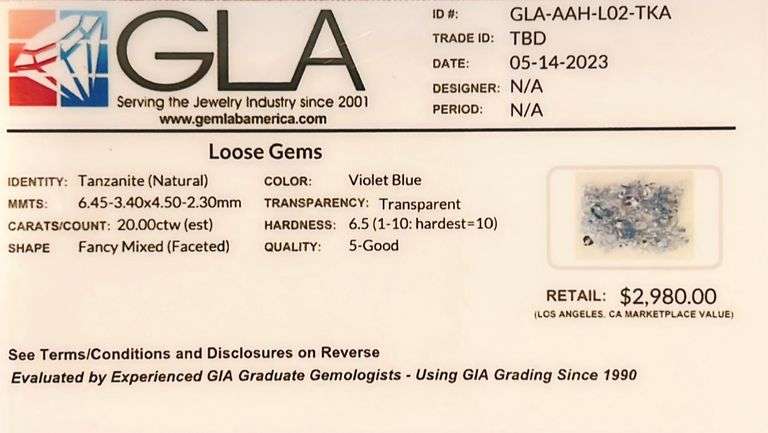 GLA
Serving the Jewelry Industry since 2001
www.gemlabamerica.com
ID #: GLA-AAH-L02-TKA
TRADE ID: TBD
DATE: 05-14-2023
DESIGNER: N/A
PERIOD: N/A
Loose Gems
IDENTITY: Tanzanite (Natural)
MMTS: 6.45-3.40x4.50-2.30mm
CARATS/COUNT: 20.00ctw (est)
SHAPE Fancy Mixed (Faceted)
COLOR: Violet Blue
TRANSPARENCY: Transparent
HARDNESS: 6.5 (1-10: hardest=10)
QUALITY: 5-Good
RETAIL: $2,980.00
(LOS ANGELES, CA MARKETPLACE VALUE)
See Terms/Conditions and Disclosures on Reverse
Evaluated by Experienced GIA Graduate Gemologists - Using GIA Grading Since 1990